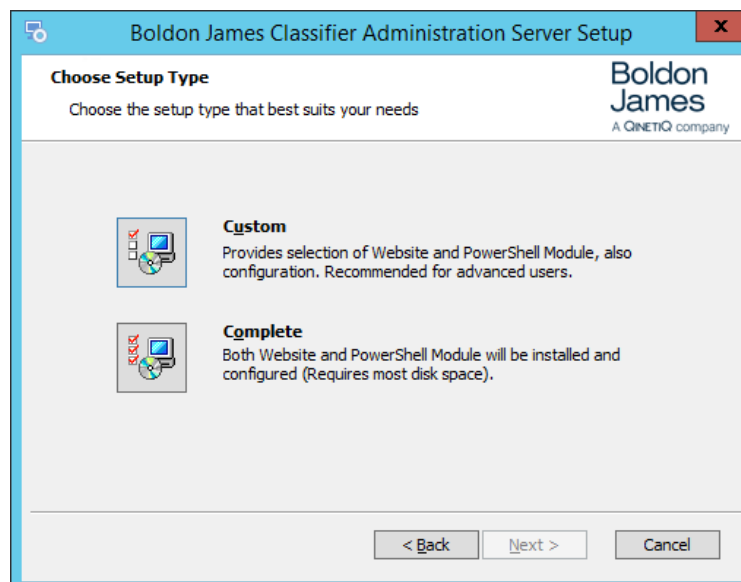 Boldon James Classifier Administration Server Setup
x
Choose Setup Type
Choose the setup type that best suits your needs
Boldon
James
A QINETIQ company
Custom
Provides selection of Website and PowerShell Module, also
configuration. Recommended for advanced users.
Complete
Both Website and PowerShell Module will be installed and
configured (Requires most disk space).
< Back
Next >
Cancel